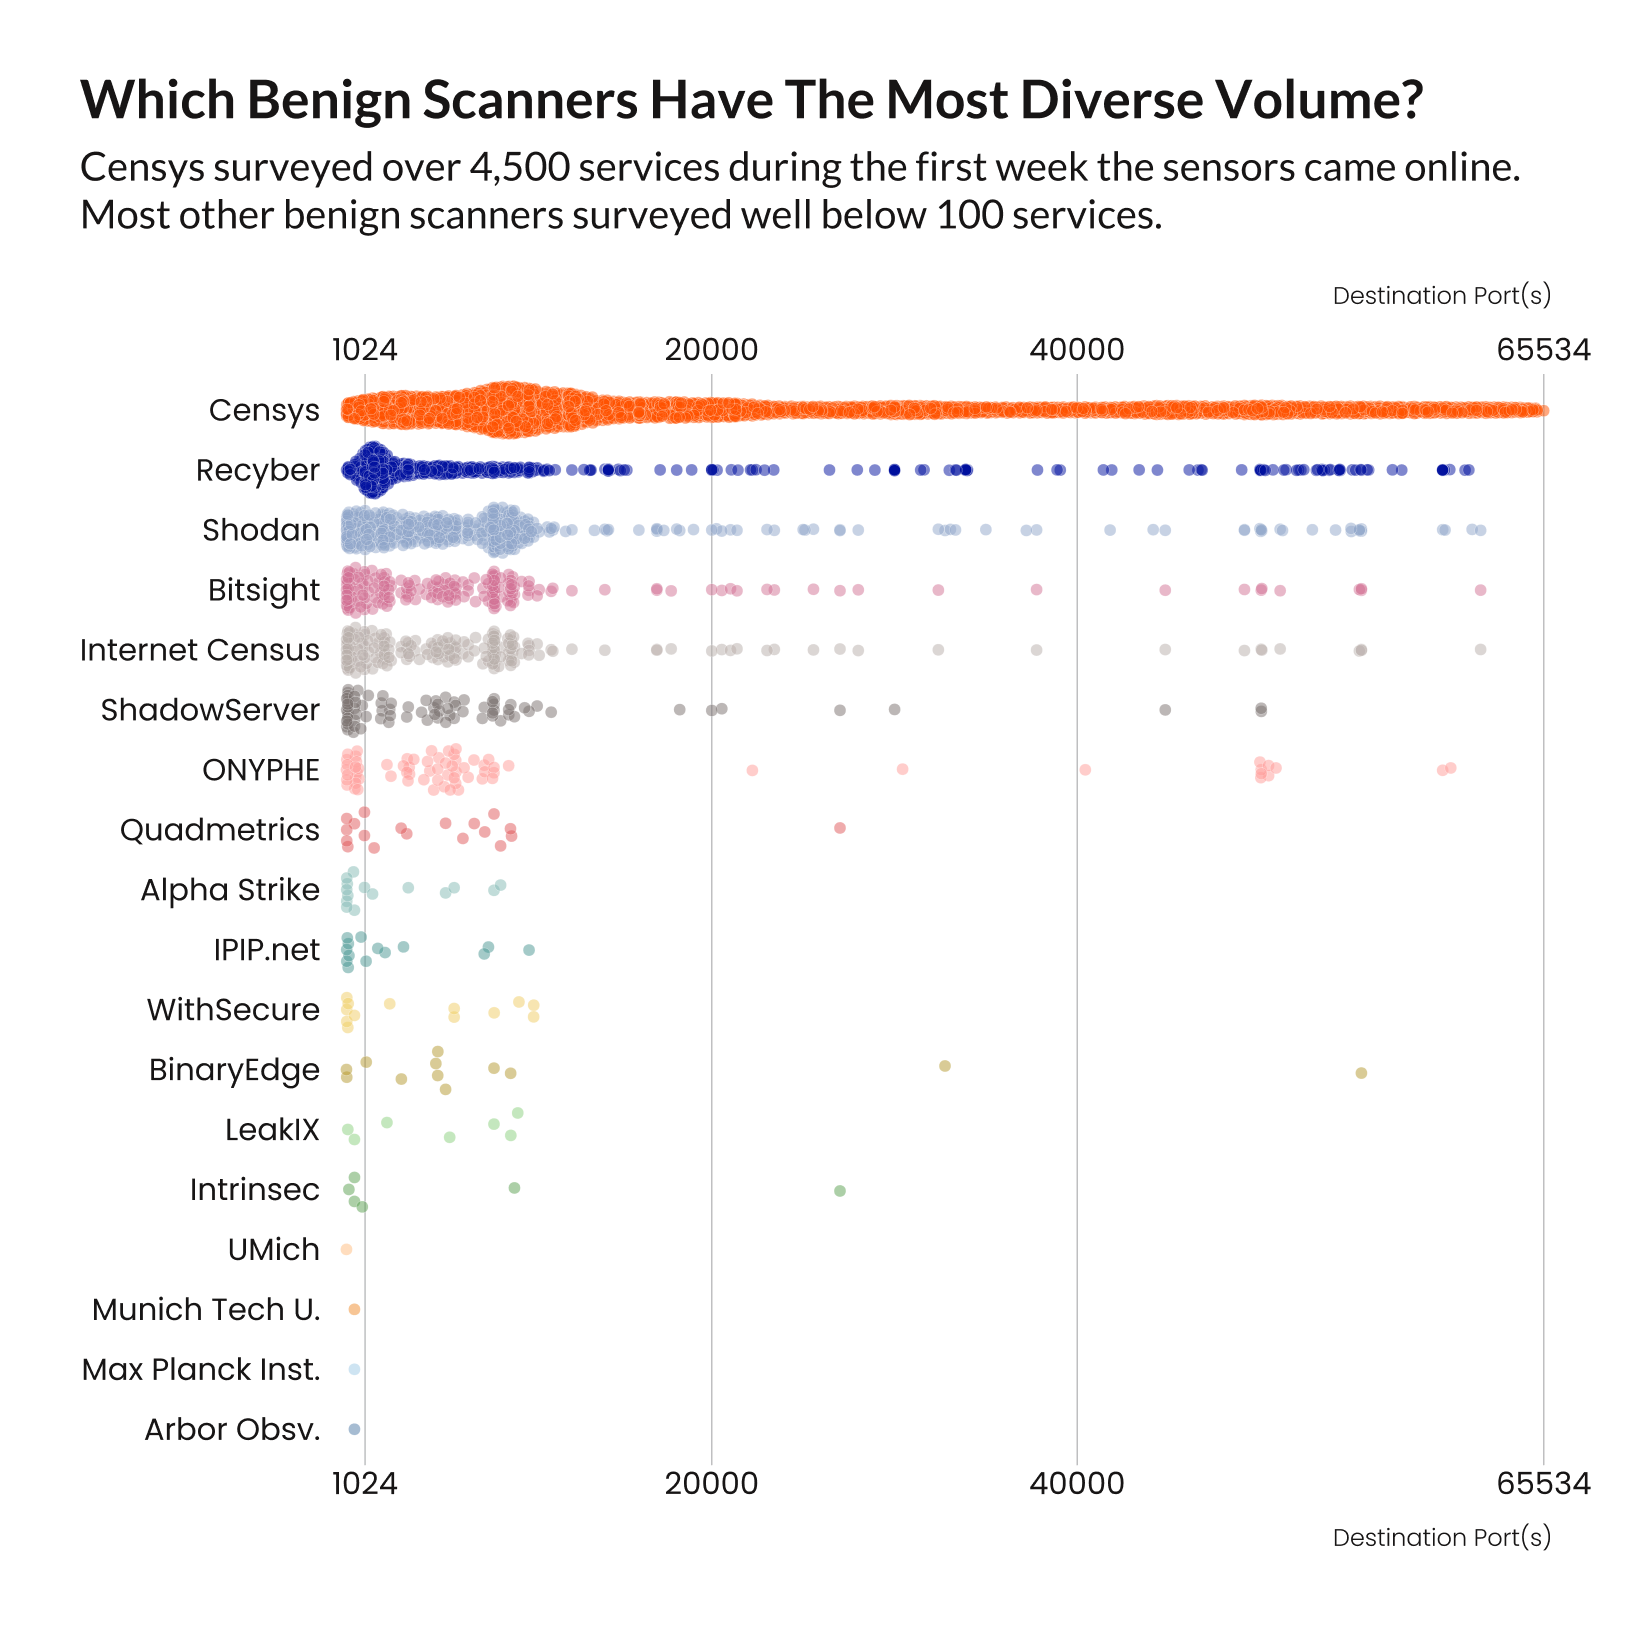 Which Benign Scanners Have The Most Diverse Volume?
Censys surveyed over 4,500 services during the first week the sensors came online.
Most other benign scanners surveyed well below 100 services.
Destination Port(s)
1024 20000 40000 65534
Censys
Recyber
Shodan
Bitsight
Internet Census
ShadowServer
ONYPHE
Quadmetrics
Alpha Strike
IPIP.net
WithSecure
BinaryEdge
LeakIX
Intrinsec
UMich
Munich Tech U.
Max Planck Inst.
Arbor Obsv.
1024 20000 40000 65534
Destination Port(s)